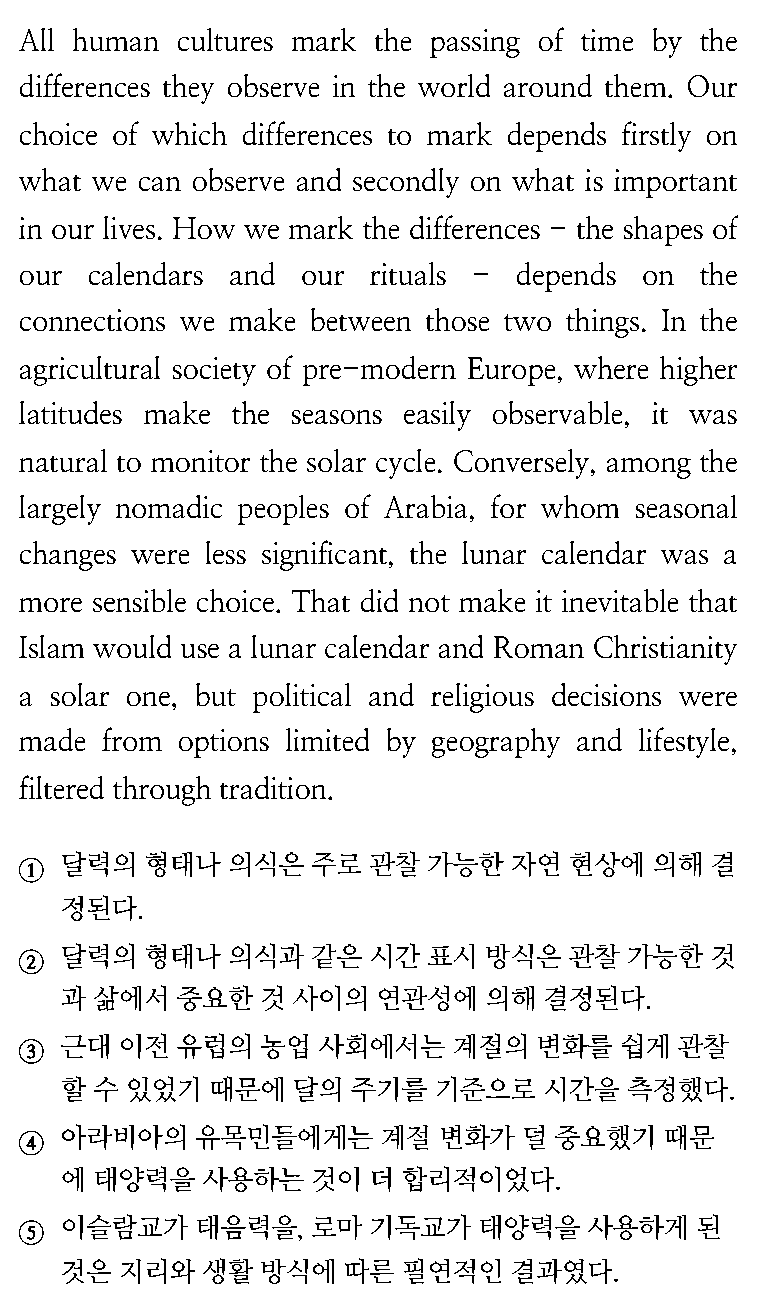 All human cultures mark the passing of time by the
differences they observe in the world around them. Our
choice of which differences to mark depends firstly on
what we can observe and secondly on what is important
in our lives. How we mark the differences - the shapes of
our calendars and our rituals - depends on the
connections we make between those two things. In the
agricultural society of pre-modern Europe, where higher
latitudes make the seasons easily observable, it was
natural to monitor the solar cycle. Conversely, among the
largely nomadic peoples of Arabia, for whom seasonal
changes were less significant, the lunar calendar was a
more sensible choice. That did not make it inevitable that
Islam would use a lunar calendar and Roman Christianity
a solar one, but political and religious decisions were
made from options limited by geography and lifestyle,
filtered through tradition.
① 달력의 형태나 의식은 주로 관찰 가능한 자연 현상에 의해 결
정된다.
② 달력의 형태나 의식과 같은 시간 표시 방식은 관찰 가능한 것
과 삶에서 중요한 것 사이의 연관성에 의해 결정된다.
③ 근대 이전 유럽의 농업 사회에서는 계절의 변화를 쉽게 관찰
할 수 있었기 때문에 달의 주기를 기준으로 시간을 측정했다.
④ 아라비아의 유목민들에게는 계절 변화가 덜 중요했기 때문
에 태양력을 사용하는 것이 더 합리적이었다.
⑤ 이슬람교가 태음력을, 로마 기독교가 태양력을 사용하게 된
것은 지리와 생활 방식에 따른 필연적인 결과였다.